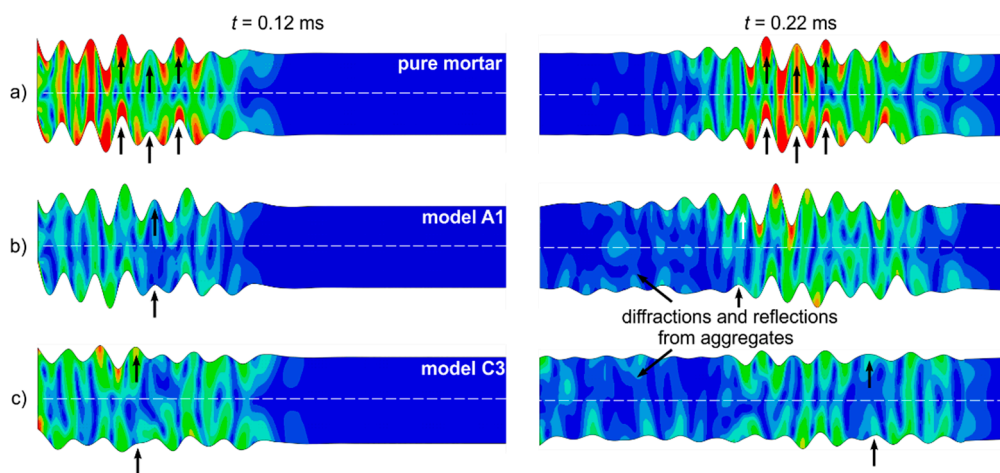 t = 0.12 ms
t = 0.22 ms
a)
pure mortar
b)
model A1
diffractions and reflections
from aggregates
c)
model C3